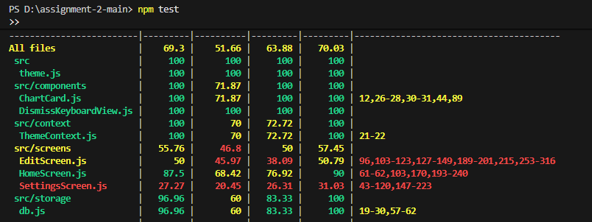 PS D:\assignment-2-main> npm test
>>
-----------------------|---------|----------|---------|---------|-------------------------------------
All files | 69.3 | 51.66 | 63.88 | 70.03 |
src | 100 | 100 | 100 | 100 |
theme.js | 100 | 100 | 100 | 100 |
src/components | 100 | 71.87 | 100 | 100 |
ChartCard.js | 100 | 71.87 | 100 | 100 | 12,26-28,30-31,44,89
DismissKeyboardView.js | 100 | 100 | 100 | 100 |
src/context | 100 | 70 | 72.72 | 100 |
ThemeContext.js | 100 | 70 | 72.72 | 100 | 21-22
src/screens | 55.76 | 46.8 | 50 | 57.45 |
EditScreen.js | 50 | 45.97 | 38.09 | 50.79 | 96,103-123,127-149,189-201,215,253-316
HomeScreen.js | 87.5 | 68.42 | 76.92 | 90 | 61-62,103,170,193-240
SettingsScreen.js | 27.27 | 20.45 | 26.31 | 31.03 | 43-120,147-223
src/storage | 96.96 | 60 | 83.33 | 100 |
db.js | 96.96 | 60 | 83.33 | 100 | 19-30,57-62